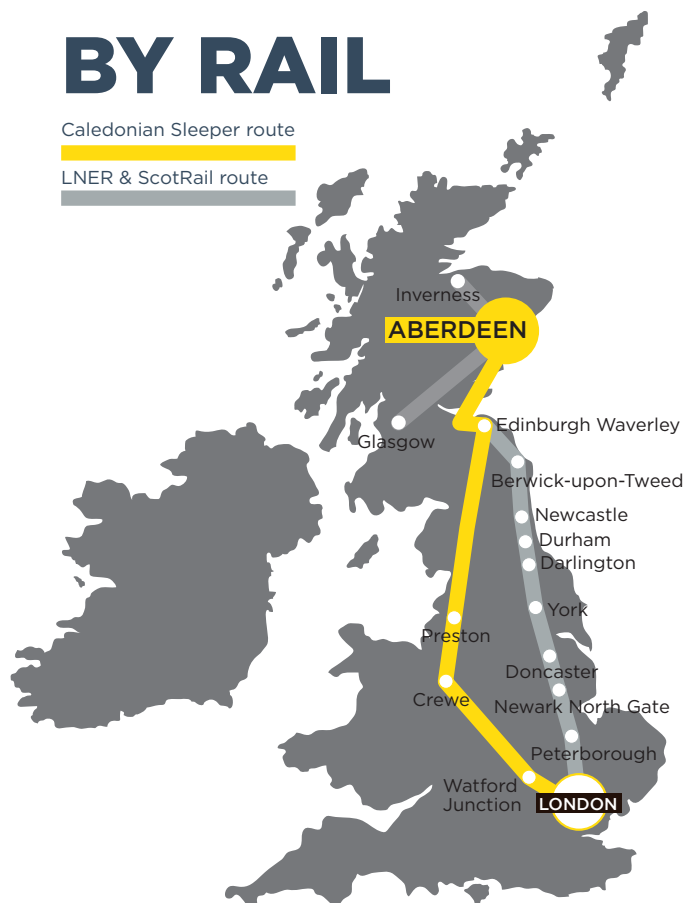 BY RAIL
Caledonian Sleeper route
LNER & ScotRail route
Inverness
ABERDEEN
Edinburgh Waverley
Glasgow
Berwick-upon-Tweed
Newcastle
Durham
Darlington
York
Preston
Doncaster
Crewe
Newark North Gate
Peterborough
Watford
Junction
LONDON